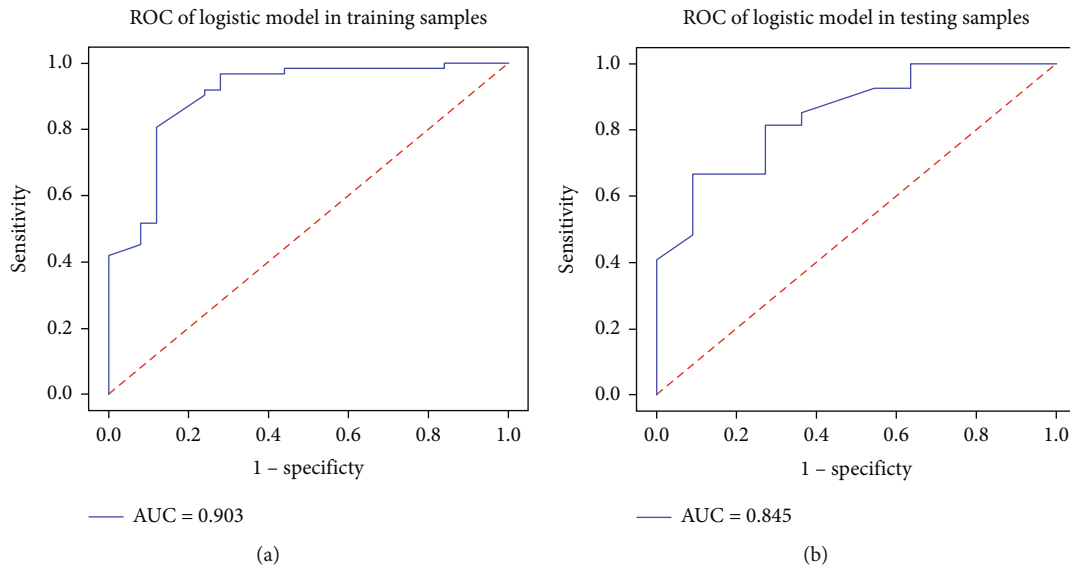 ROC of logistic model in training samples
1.0
0.8
0.6
0.4
0.2
0.0
Sensitivity
0.0 0.2 0.4 0.6 0.8 1.0
1 – specificty
AUC = 0.903
(a)
ROC of logistic model in testing samples
1.0
0.8
0.6
0.4
0.2
0.0
Sensitivity
0.0 0.2 0.4 0.6 0.8 1.0
1 – specificty
AUC = 0.845
(b)